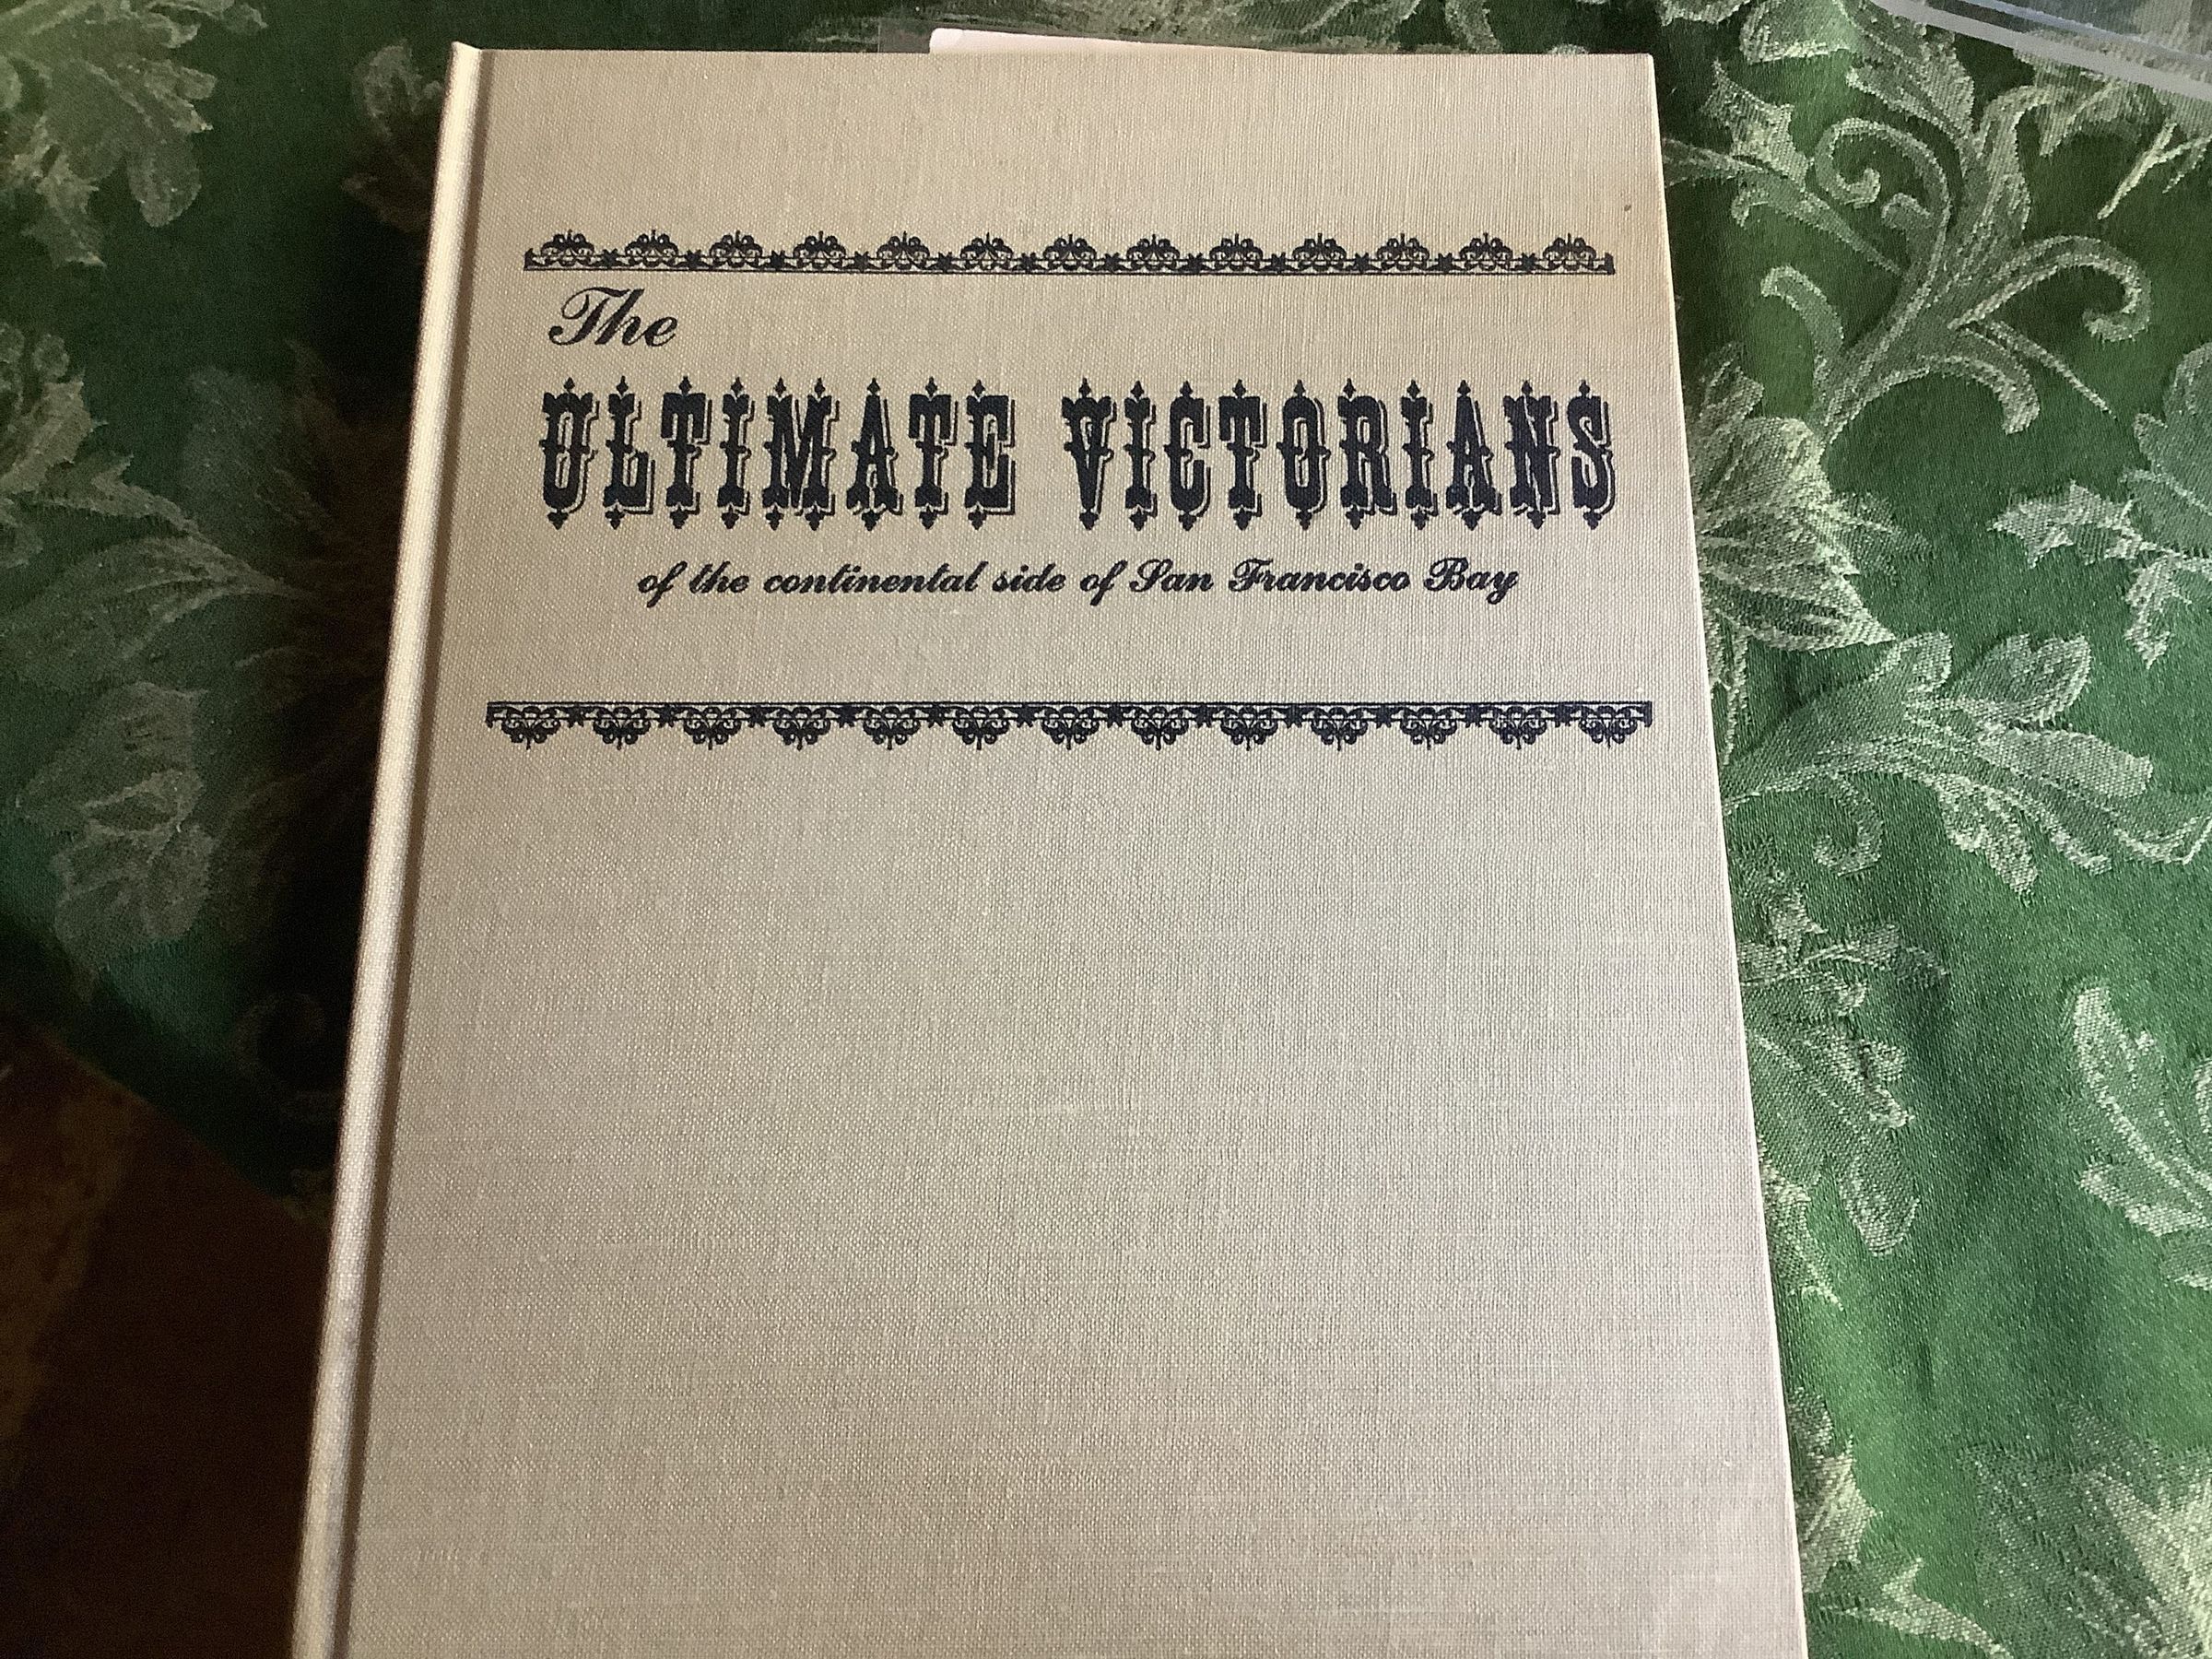 The
ULTIMATE VICTORIANS
of the continental side of San Francisco Bay